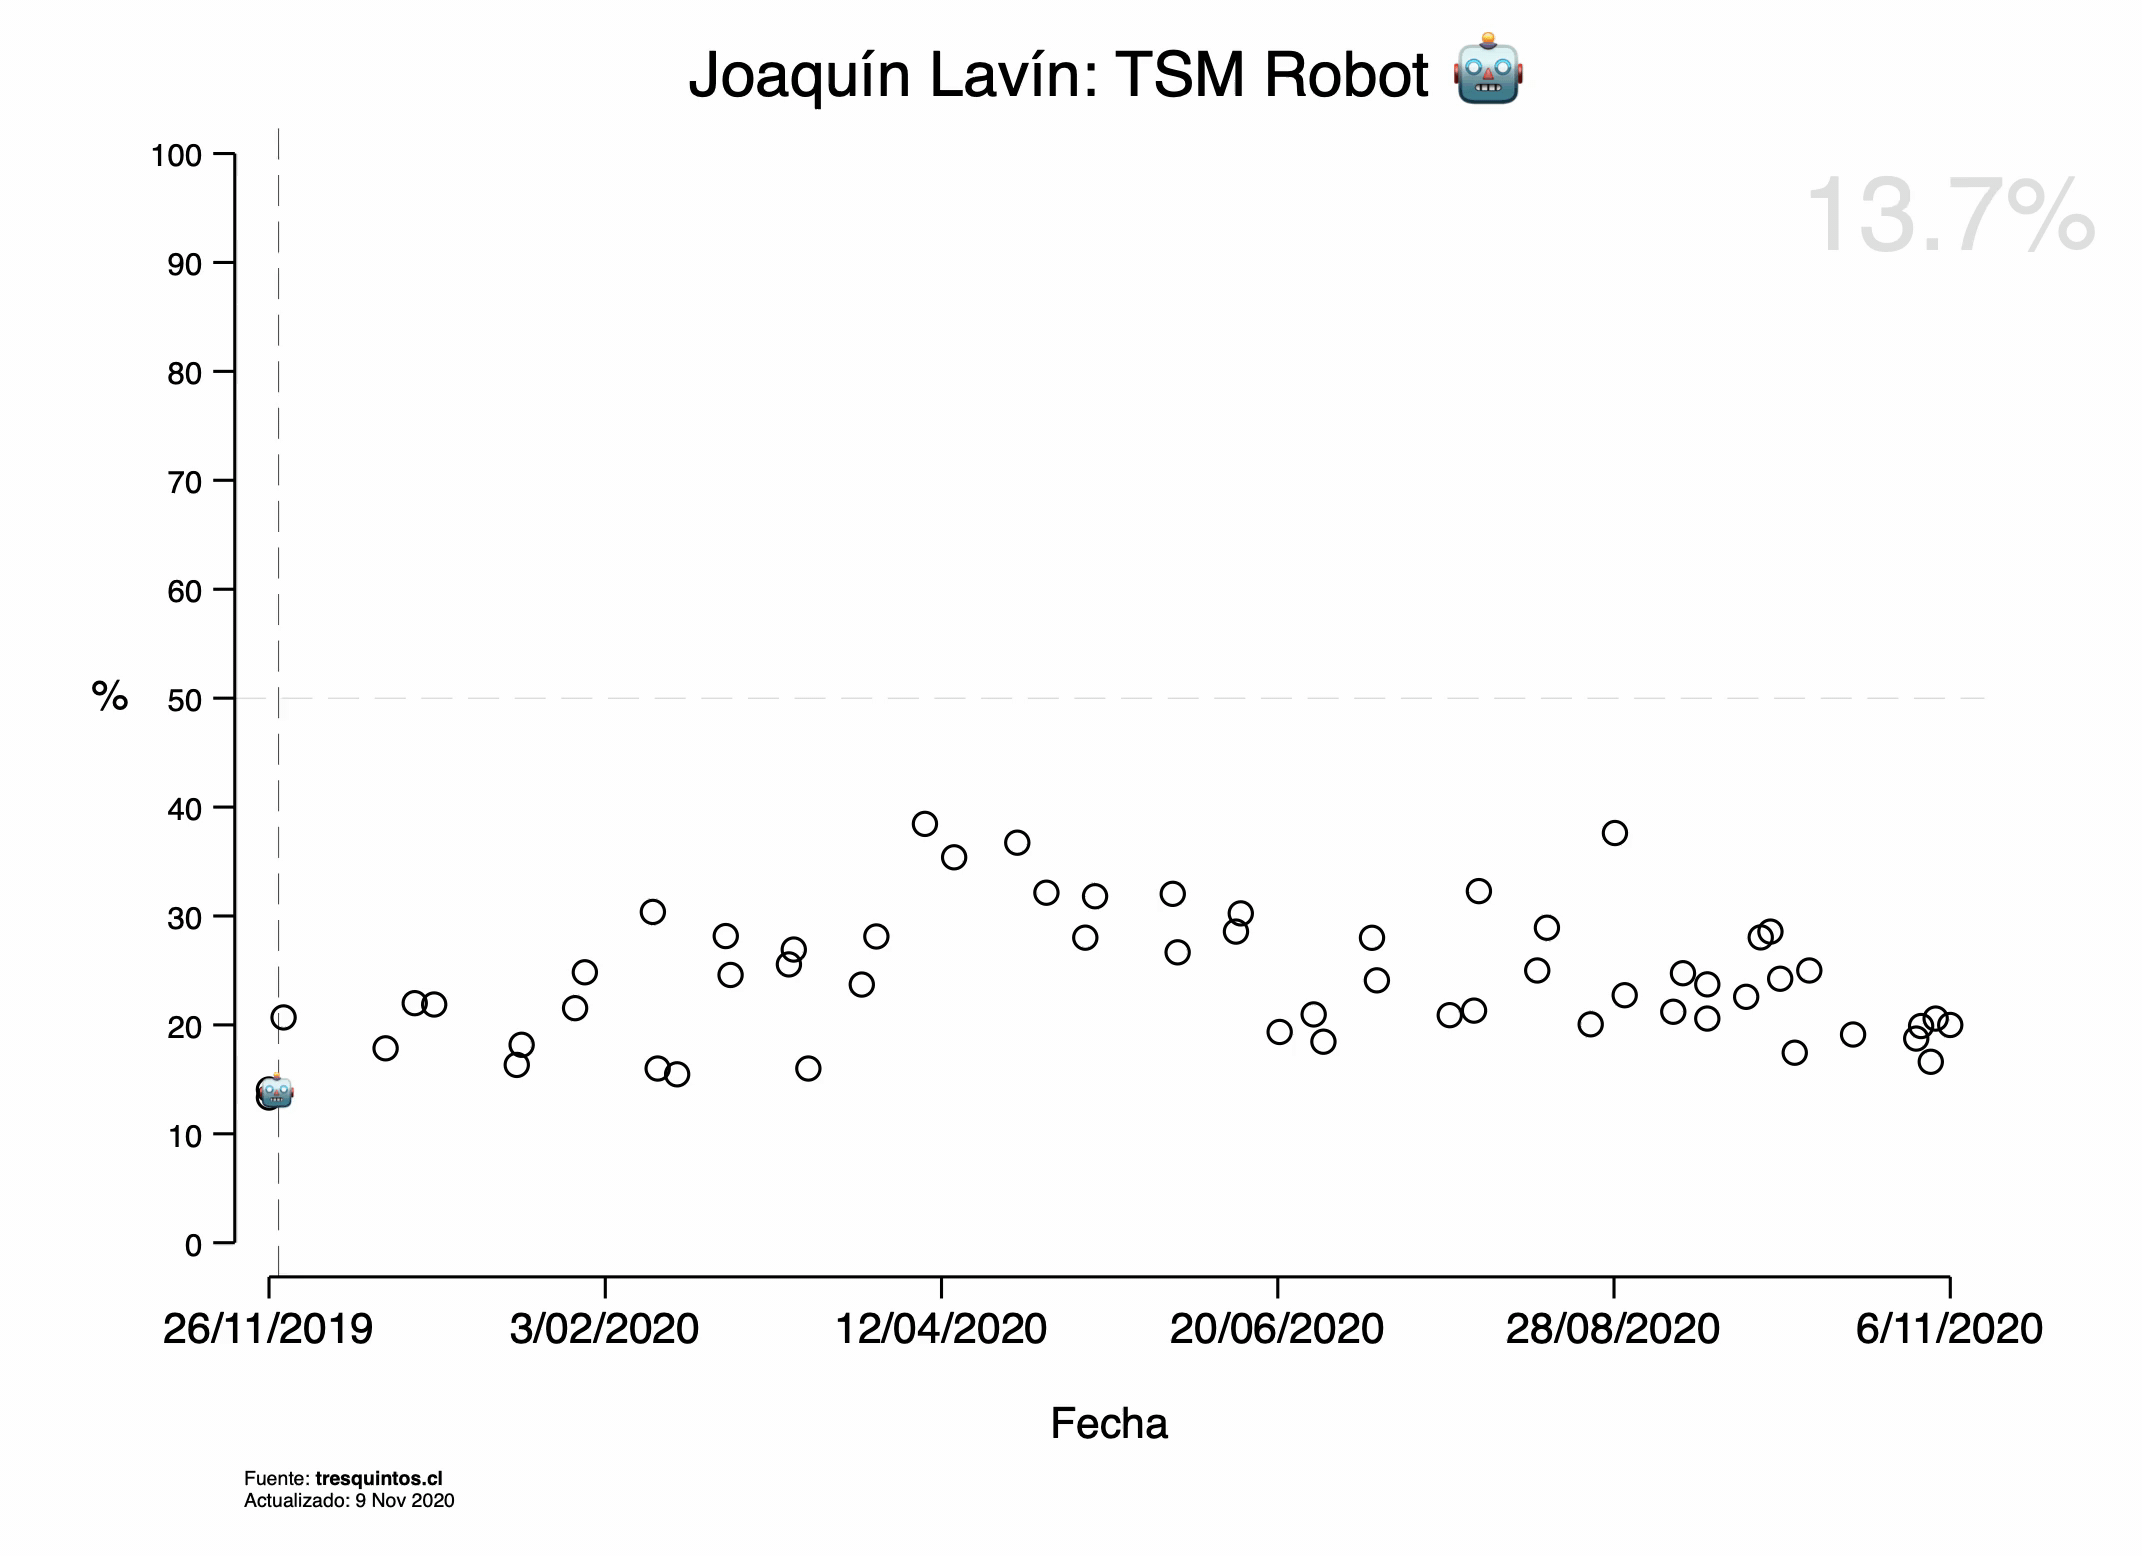 Joaquín Lavín: TSM Robot
13.7%
100
90
80
70
60
% 50
40
30
20
10
0
26/11/2019 3/02/2020 12/04/2020 20/06/2020 28/08/2020 6/11/2020
Fecha
Fuente: tresquintos.cl
Actualizado: 9 Nov 2020